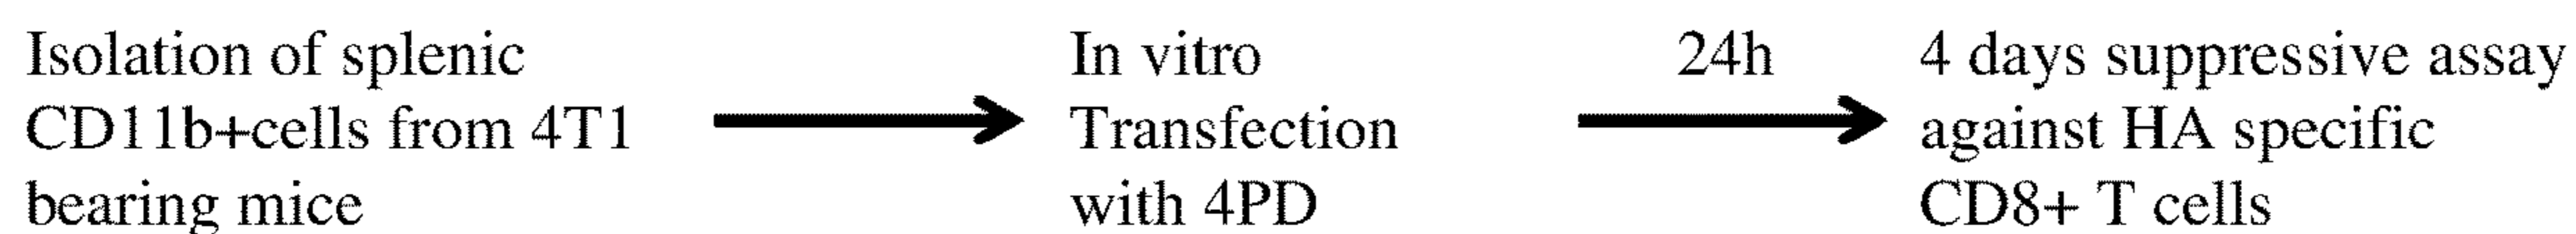 Isolation of splenic
CD11b+cells from 4T1
bearing mice
In vitro
Transfection
with 4PD
24h
4 days suppressive assay
against HA specific
CD8+ T cells